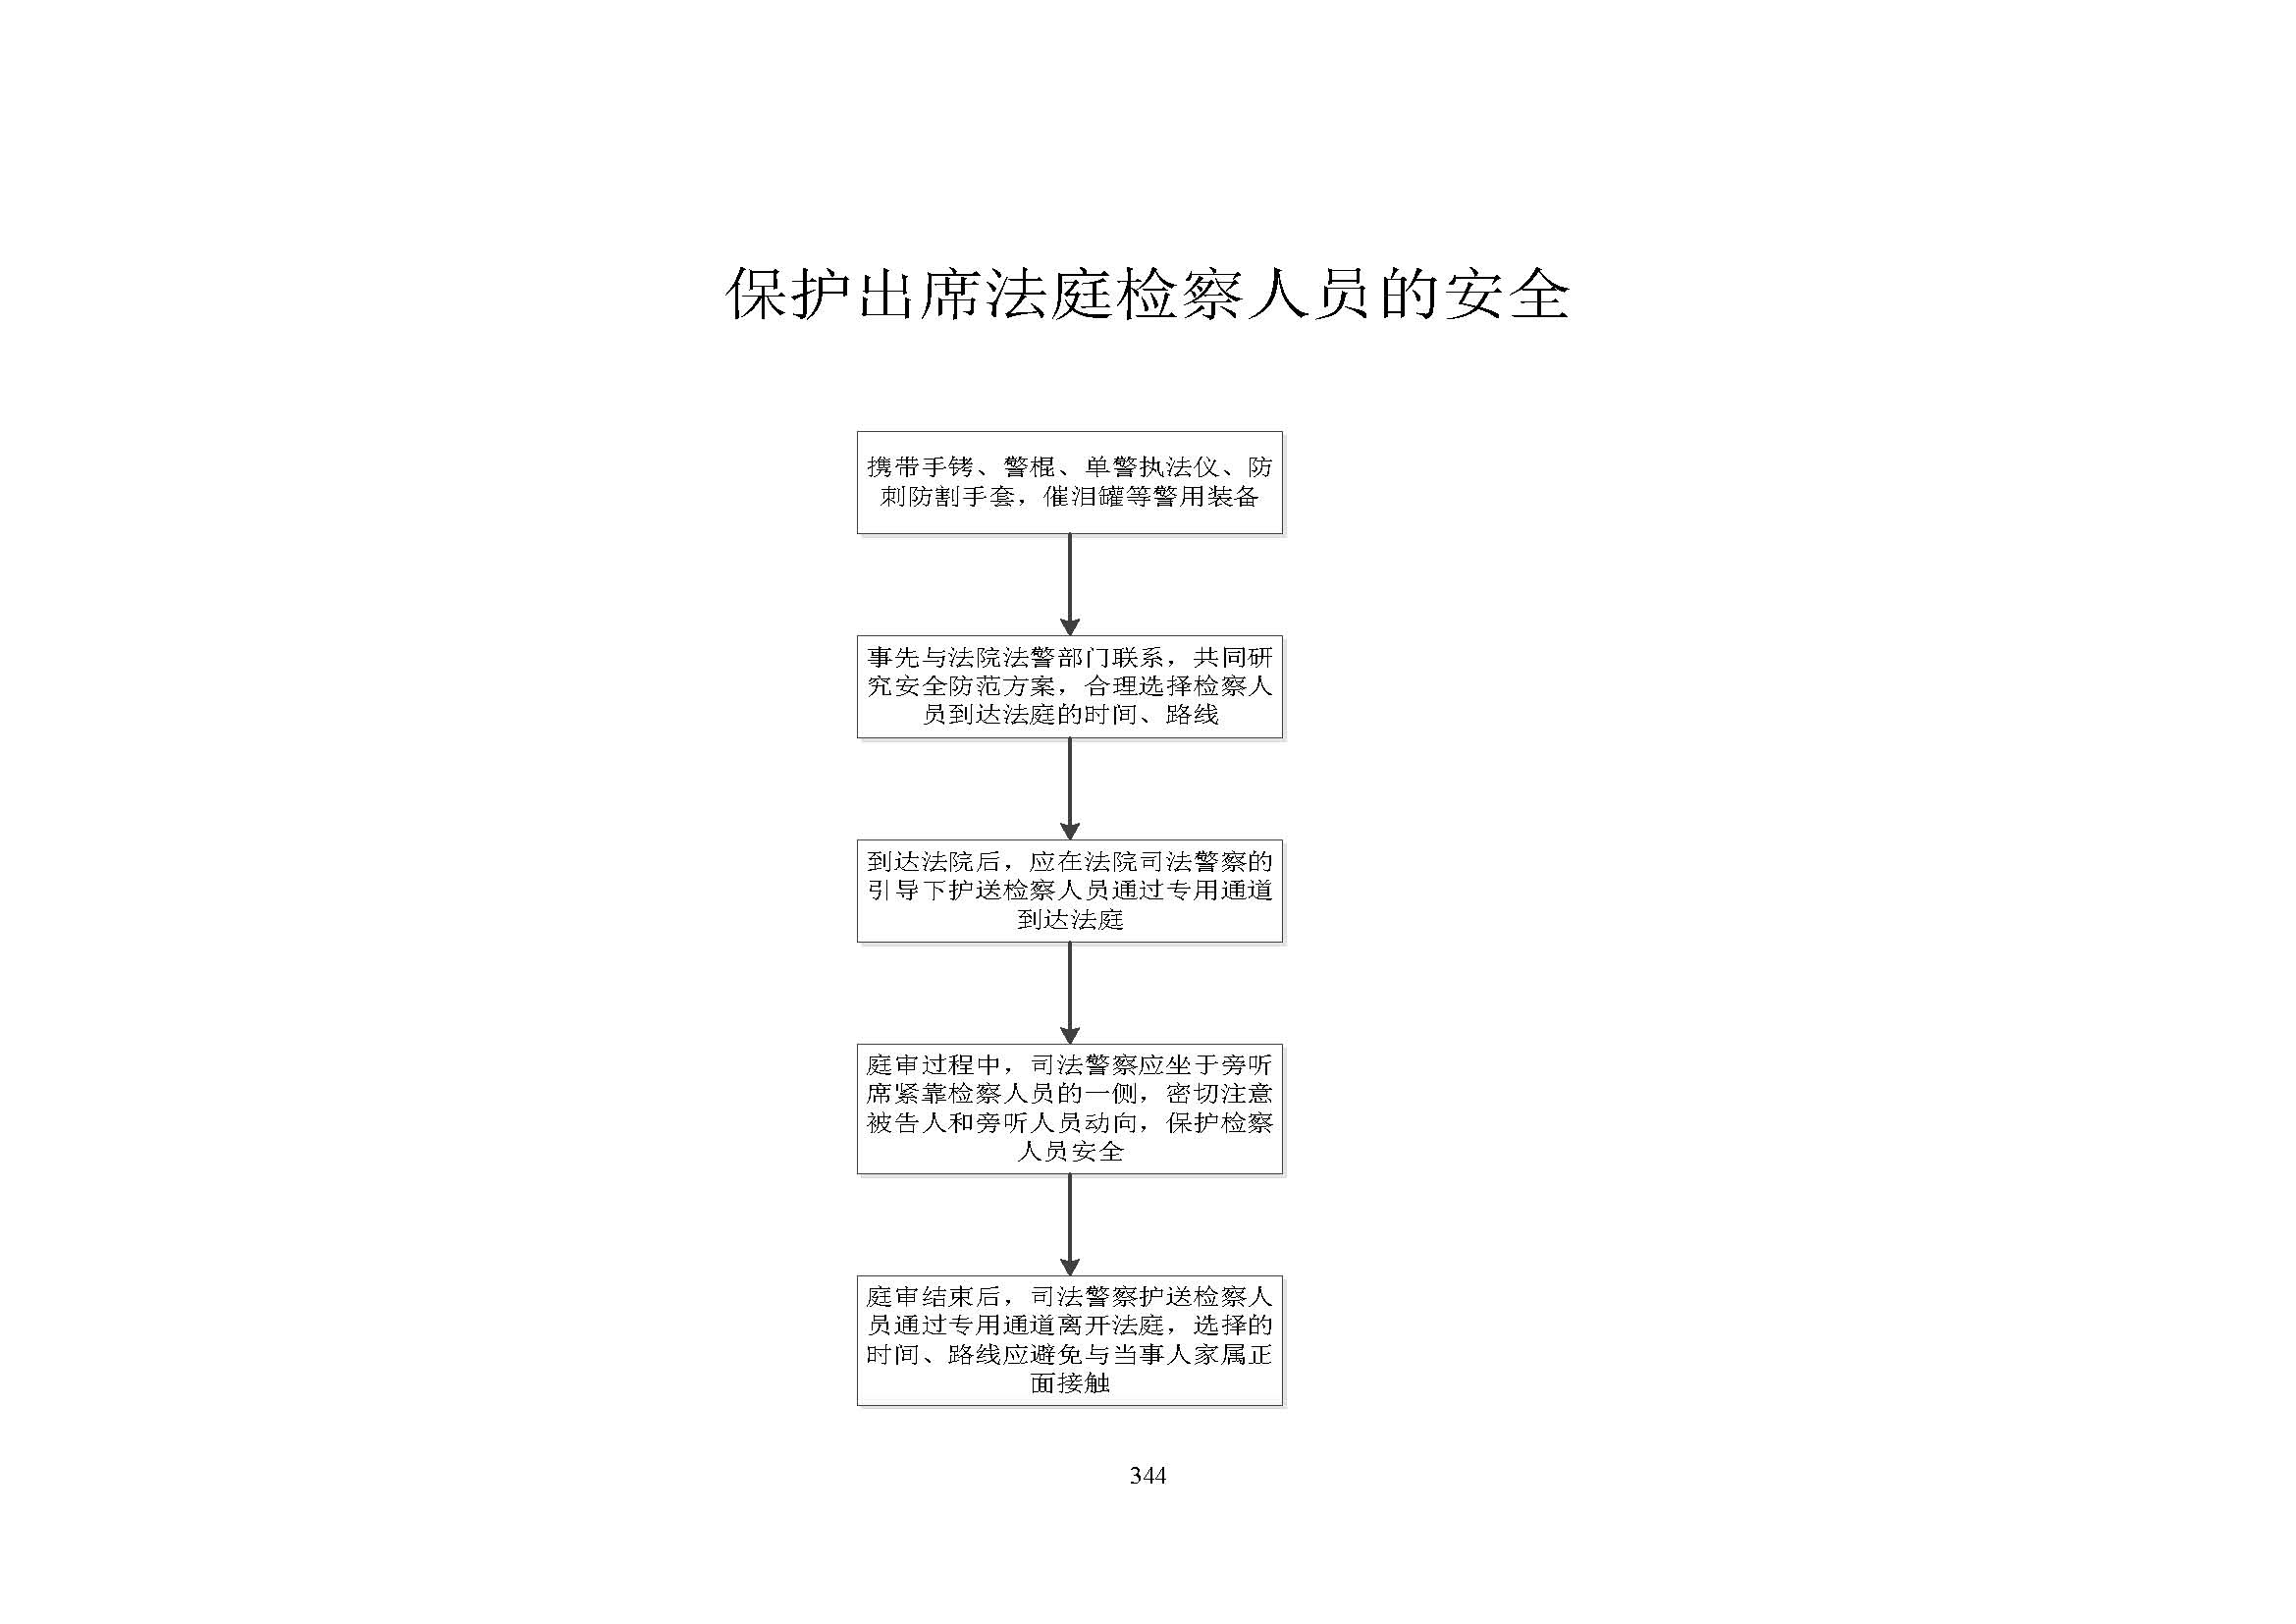 保护出席法庭检察人员的安全
携带手铐、警棍、单警执法仪、防
刺防割手套，催泪罐等警用装备
事先与法院法警部门联系，共同研
究安全防范方案，合理选择检察人
员到达法庭的时间、路线
到达法院后，应在法院司法警察的
引导下护送检察人员通过专用通道
到达法庭
庭审过程中，司法警察应坐于旁听
席紧靠检察人员的一侧，密切注意
被告人和旁听人员动向，保护检察
人员安全
庭审结束后，司法警察护送检察人
员通过专用通道离开法庭，选择的
时间、路线应避免与当事人家属正
面接触
344